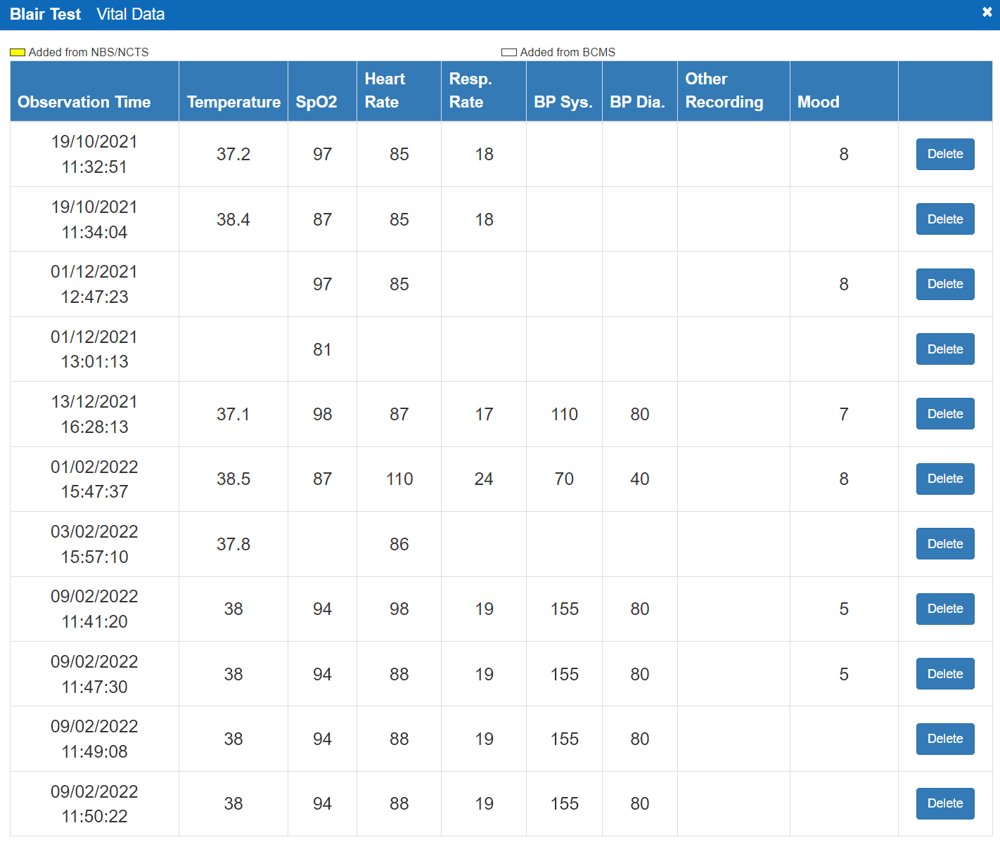 Blair Test Vital Data
Added from NBS/NCTS Added from BCMS
Observation Time Temperature SpO2 Heart Rate Resp. Rate BP Sys. BP Dia. Other Recording Mood
19/10/2021 11:32:51 37.2 97 85 18 8 Delete
19/10/2021 11:34:04 38.4 87 85 18 Delete
01/12/2021 12:47:23 97 85 8 Delete
01/12/2021 13:01:13 81 Delete
13/12/2021 16:28:13 37.1 98 87 17 110 80 7 Delete
01/02/2022 15:47:37 38.5 87 110 24 70 40 8 Delete
03/02/2022 15:57:10 37.8 86 Delete
09/02/2022 11:41:20 38 94 98 19 155 80 5 Delete
09/02/2022 11:47:30 38 94 88 19 155 80 5 Delete
09/02/2022 11:49:08 38 94 88 19 155 80 Delete
09/02/2022 11:50:22 38 94 88 19 155 80 Delete